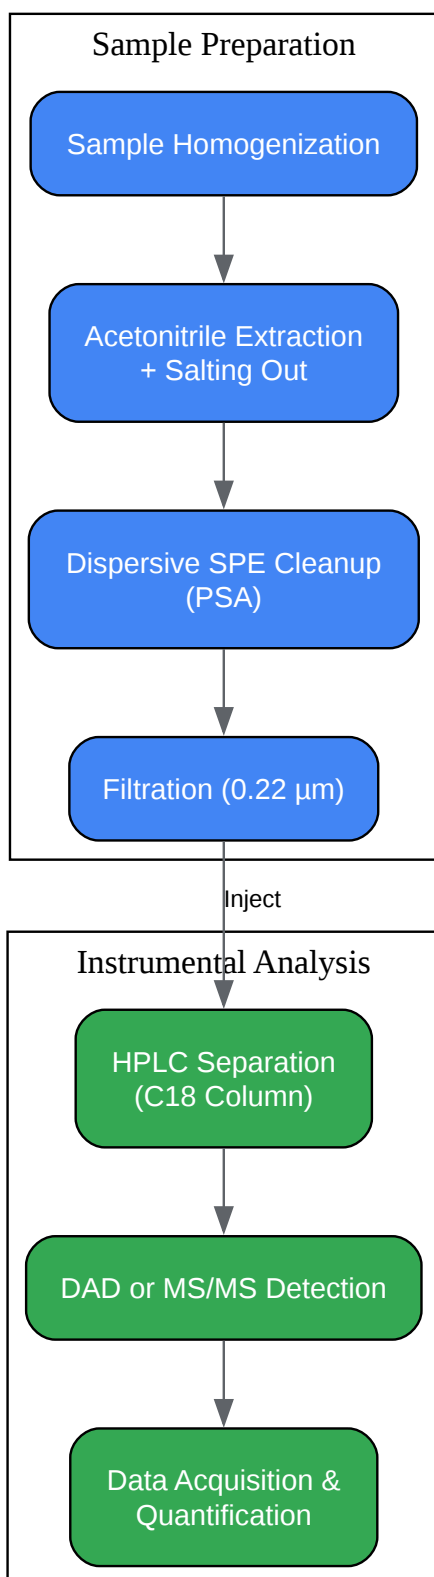 Sample Preparation
Sample Homogenization
Acetonitrile Extraction
+ Salting Out
Dispersive SPE Cleanup
(PSA)
Filtration (0.22 µm)
Inject
Instrumental Analysis
HPLC Separation
(C18 Column)
DAD or MS/MS Detection
Data Acquisition &
Quantification